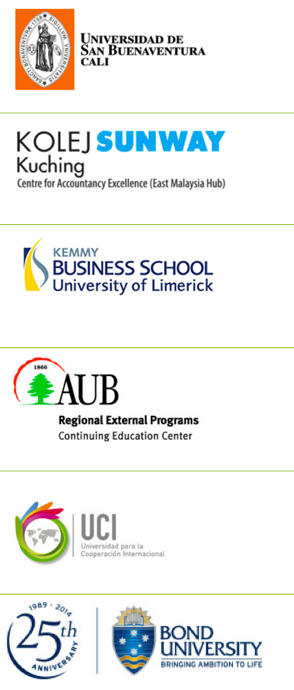 UNIVERSIDAD DE
SAN BUENAVENTURA
CALI
KOLEJ SUNWAY
Kuching
Centre for Accountancy Excellence (East Malaysia Hub)
KEMMY
BUSINESS SCHOOL
University of Limerick
1866
AUB
Regional External Programs
Continuing Education Center
UCI
Universidad para la
Cooperación Internacional
1989 - 2014
25th
ANNIVERSARY
BOND
UNIVERSITY
BRINGING AMBITION TO LIFE